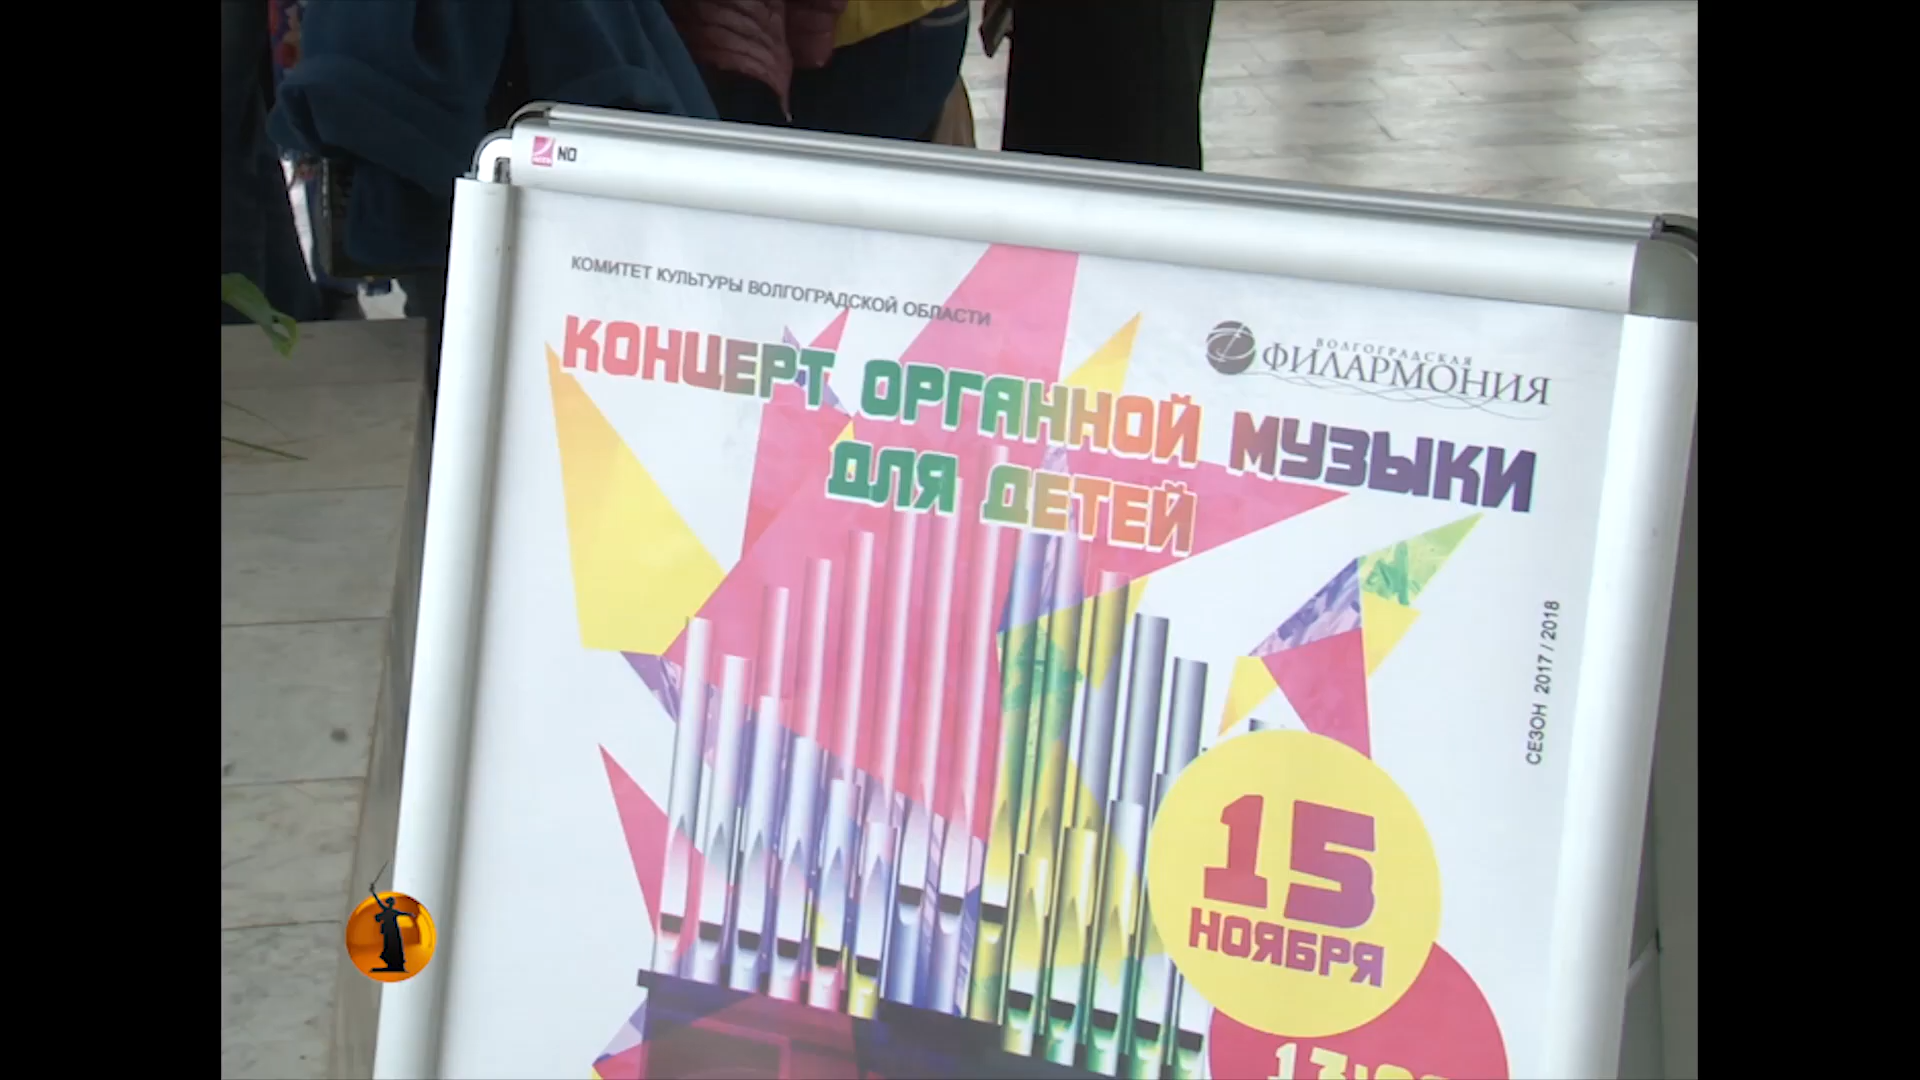 NO
КОМИТЕТ КУЛЬТУРЫ ВОЛГОГРАДСКОЙ ОБЛАСТИ
ВОЛГОГРАДСКАЯ
ФИЛАРМОНИЯ
КОНЦЕРТ ОРГАННОЙ МУЗЫКИ
ДЛЯ ДЕТЕЙ
СЕЗОН 2017 / 2018
15
НОЯБРЯ